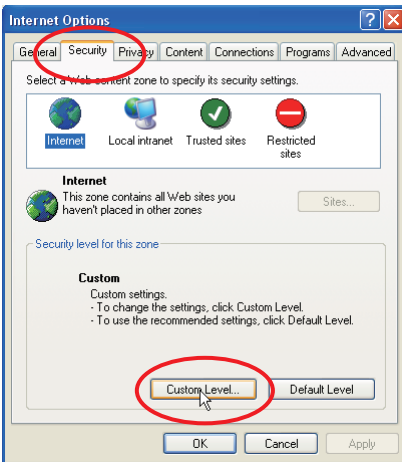 Internet Options
General Security Privacy Content Connections Programs Advanced
Select a Web content zone to specify its security settings.
Internet Local intranet Trusted sites Restricted
sites
Internet
This zone contains all Web sites you
haven't placed in other zones
Sites...
Security level for this zone
Custom
Custom settings.
- To change the settings, click Custom Level.
- To use the recommended settings, click Default Level.
Custom Level... Default Level
OK Cancel Apply